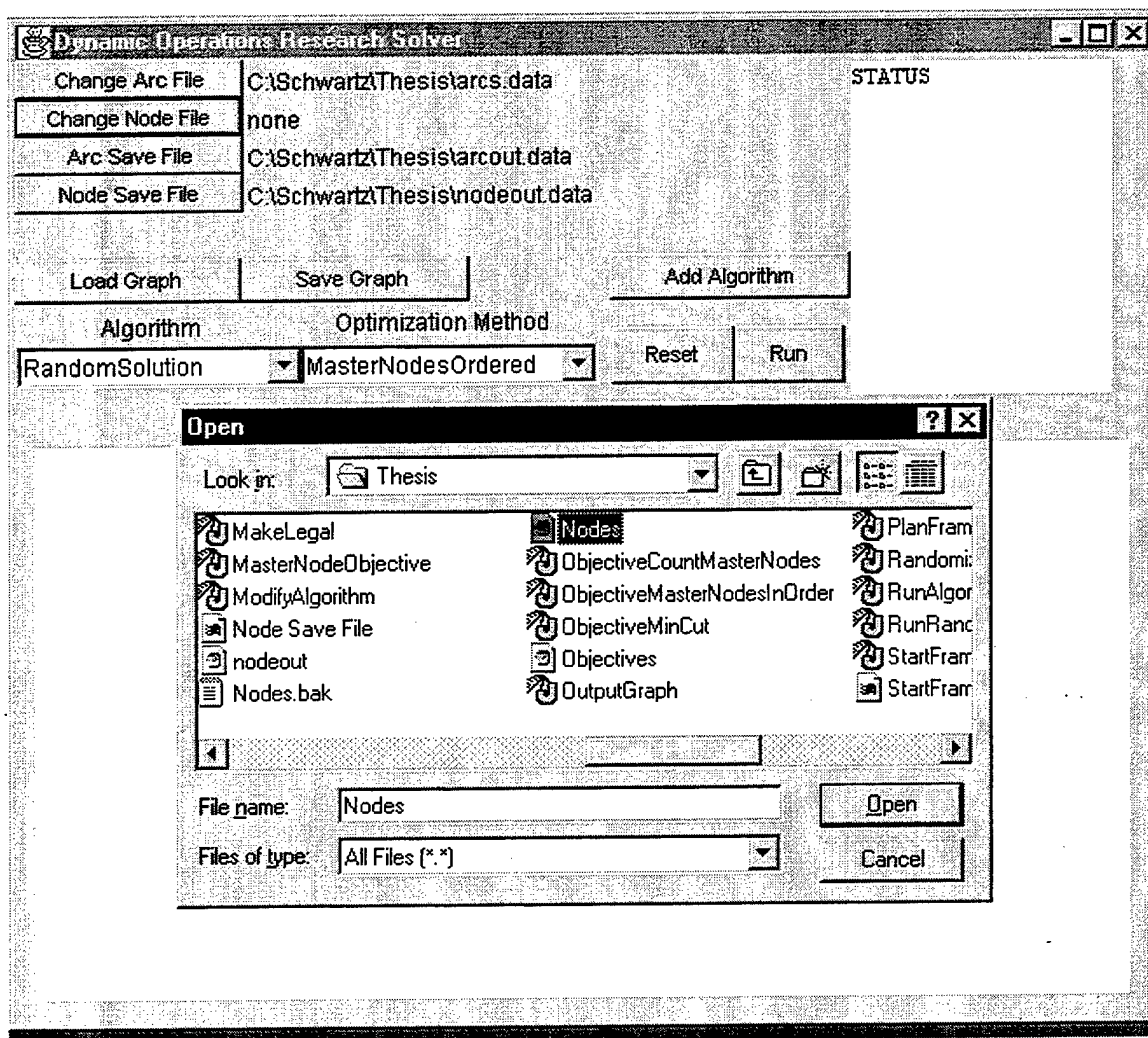 Dynamic Operations Research Solver
Change Arc File C:\Schwartz\Thesis\arcs.data
Change Node File none
Arc Save File C:\Schwartz\Thesis\arcout.data
Node Save File C:\Schwartz\Thesis\nodeout.data
STATUS
Load Graph Save Graph Add Algorithm
Algorithm Optimization Method
RandomSolution MasterNodesOrdered Reset Run
Open
Look in: Thesis
MakeLegal
MasterNodeObjective
ModifyAlgorithm
Node Save File
nodeout
Nodes.bak
Nodes
ObjectiveCountMasterNodes
ObjectiveMasterNodesInOrder
ObjectiveMinCut
Objectives
OutputGraph
PlanFram
Randomi
RunAlgor
RunRand
StartFram
StartFram
File name: Nodes Open
Files of type: All Files (*.*) Cancel